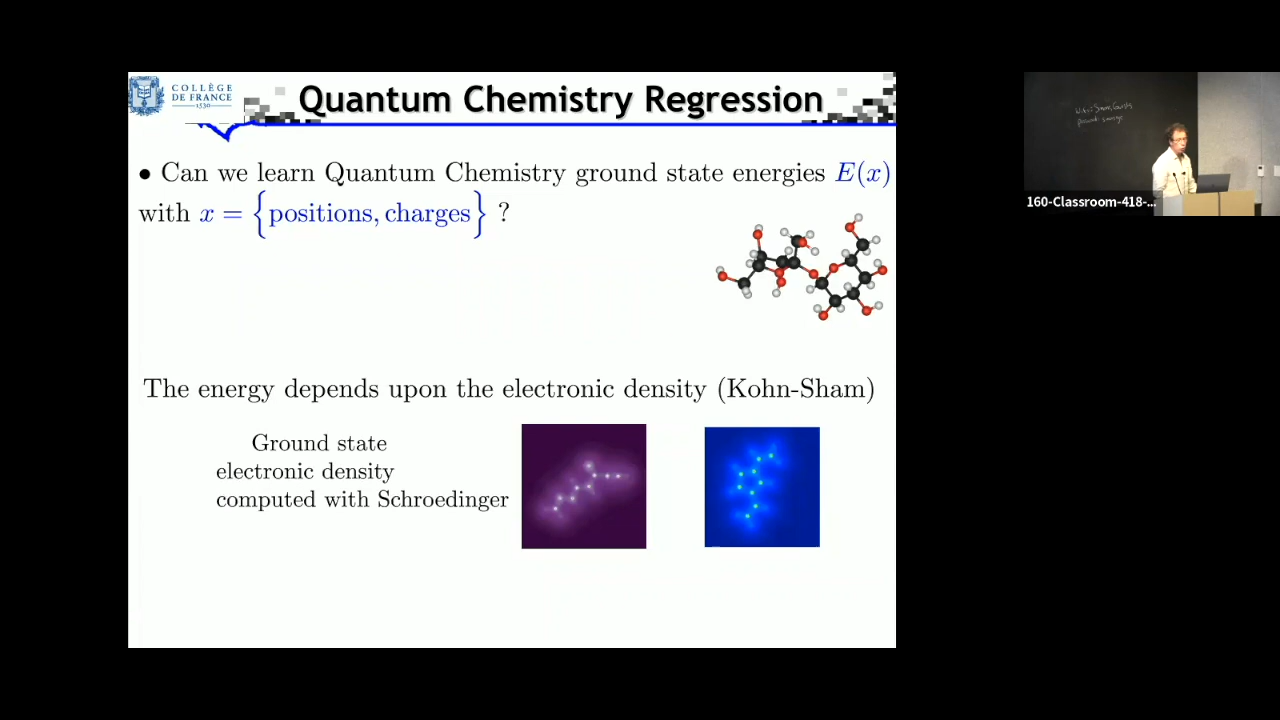 COLLÈGE
DE FRANCE
1530
Quantum Chemistry Regression
• Can we learn Quantum Chemistry ground state energies E(x)
with x = {positions, charges} ?
The energy depends upon the electronic density (Kohn-Sham)
Ground state
electronic density
computed with Schroedinger
160-Classroom-418-...